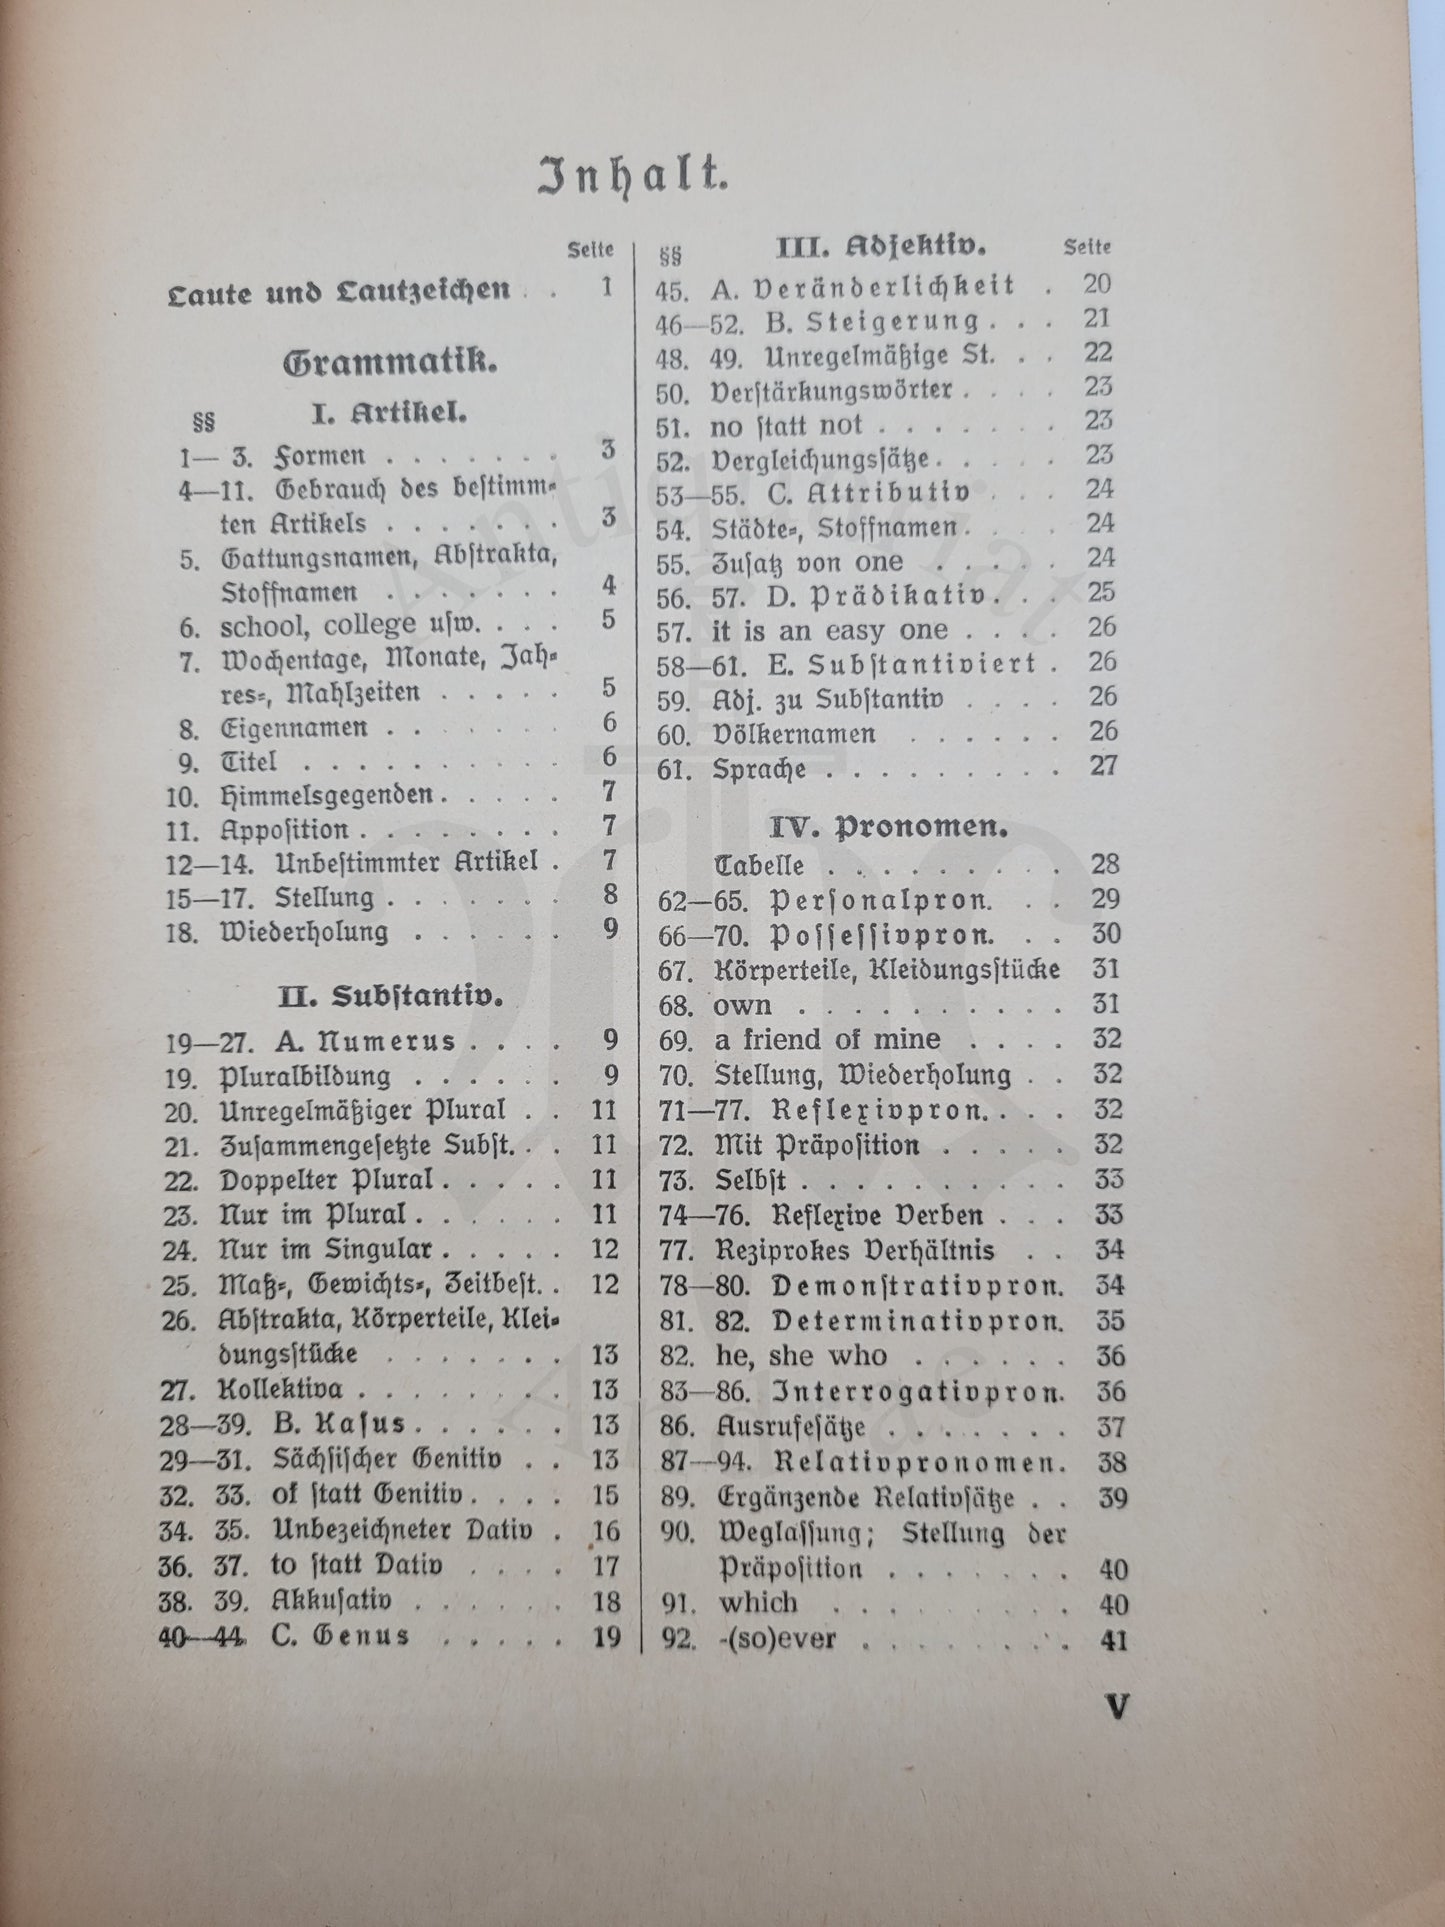 Inhalt.
Seite
Laute und Lautzeichen . . 1
Grammatik.
§§ I. Artikel.
1— 3. Formen . . . . . . . 3
4—11. Gebrauch des bestimm-
ten Artikels . . . . . . . 3
5. Gattungsnamen, Abstrakta,
Stoffnamen . . . . . . . 4
6. school, college usw. . . . 5
7. Wochentage, Monate, Jah-
res-, Mahlzeiten . . . . . 5
8. Eigennamen . . . . . . . 6
9. Titel . . . . . . . . . . 6
10. Himmelsgegenden . . . . . 7
11. Apposition . . . . . . . . 7
12—14. Unbestimmter Artikel . 7
15—17. Stellung . . . . . . . 8
18. Wiederholung . . . . . . 9
II. Substantiv.
19—27. A. Numerus . . . . 9
19. Pluralbildung . . . . . . 9
20. Unregelmäßiger Plural . . 11
21. Zusammengesetzte Subst. . . 11
22. Doppelter Plural . . . . . 11
23. Nur im Plural . . . . . . 11
24. Nur im Singular . . . . . 12
25. Maß-, Gewichts-, Zeitbest. . 12
26. Abstrakta, Körperteile, Klei-
dungsstücke . . . . . . . 13
27. Kollektiva . . . . . . . . 13
28—39. B. Kasus . . . . . . 13
29—31. Sächsischer Genitiv . . 13
32. 33. of statt Genitiv . . . . 15
34. 35. Unbezeichneter Dativ . 16
36. 37. to statt Dativ . . . . 17
38. 39. Akkusativ . . . . . . 18
40—44. C. Genus . . . . . 19
§§ III. Adjektiv. Seite
45. A. Veränderlichkeit . 20
46—52. B. Steigerung . . . 21
48. 49. Unregelmäßige St. . . 22
50. Verstärkungswörter . . . . 23
51. no statt not . . . . . . . 23
52. Vergleichungssätze . . . . . 23
53—55. C. Attributiv . . . 24
54. Städte-, Stoffnamen . . . . 24
55. Zusatz von one . . . . . 24
56. 57. D. Prädikativ . . . 25
57. it is an easy one . . . . 26
58—61. E. Substantiviert . 26
59. Adj. zu Substantiv . . . . 26
60. Völkernamen . . . . . . 26
61. Sprache . . . . . . . . . 27
IV. Pronomen.
Tabelle . . . . . . . . . 28
62—65. Personalpron. . . 29
66—70. Possessivpron. . . 30
67. Körperteile, Kleidungsstücke 31
68. own . . . . . . . . . . 31
69. a friend of mine . . . . 32
70. Stellung, Wiederholung . . 32
71—77. Reflexivpron. . . . 32
72. Mit Präposition . . . . . 32
73. Selbst . . . . . . . . . . 33
74—76. Reflexive Verben . . . 33
77. Reziprokes Verhältnis . . 34
78—80. Demonstrativpron. 34
81. 82. Determinativpron. 35
82. he, she who . . . . . . 36
83—86. Interrogativpron. 36
86. Ausrufesätze . . . . . . . 37
87—94. Relativpronomen. 38
89. Ergänzende Relativsätze . . 39
90. Weglassung; Stellung der
Präposition . . . . . . . 40
91. which . . . . . . . . . 40
92. -(so)ever . . . . . . . . 41
V